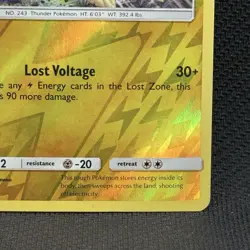 NO. 243 Thunder Pokémon HT: 6'03" WT: 392.4 lbs.
Lost Voltage 30+
e any Energy cards in the Lost Zone, this
s 90 more damage.
2 resistance -20 retreat
This rough Pokémon stores energy inside its
body, then sweeps across the land, shooting
off electricity.